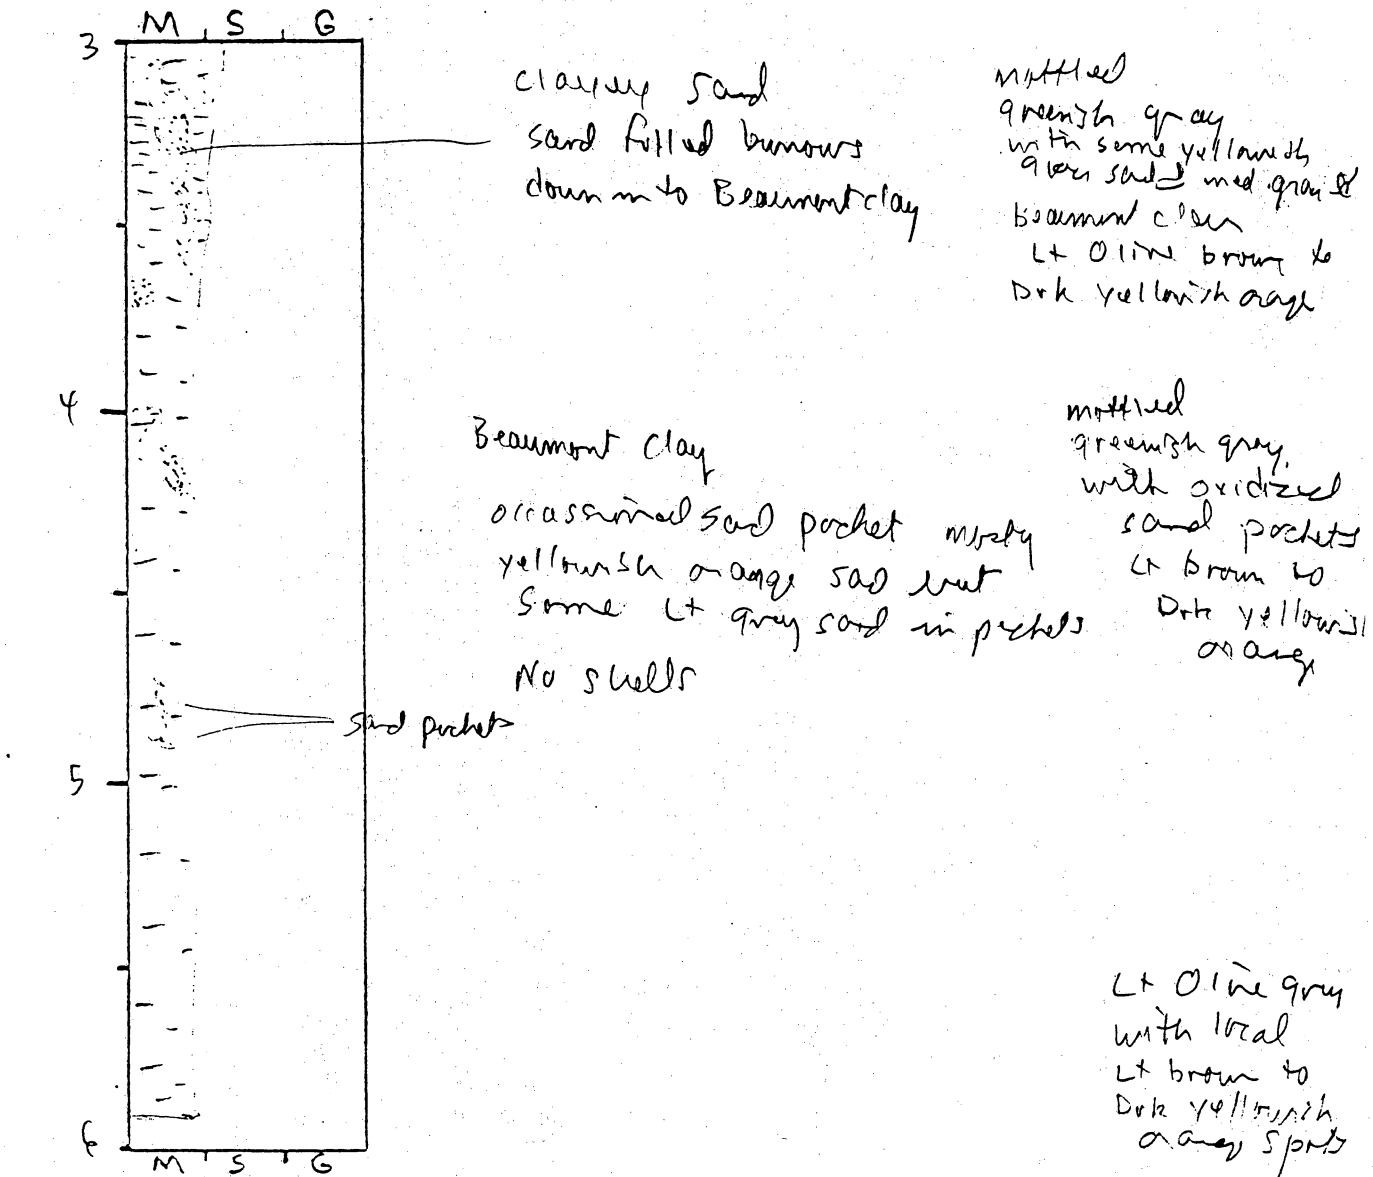 M S G
3
clayey sand
sand filled burrows
down into Beaumont clay
mottled
greenish gray
with some yellowish
green sand med gray
Beaumont clay
Lt Olive brown to
Drk yellowish orange
4
Beaumont Clay
occassional sand pocket mostly
yellowish orange sad but
Some Lt gray sand in pockets
No shells
mottled
greenish gray
with oxidized
sand pockets
Lt brown to
Drk yellowish
orange
sand pockets
5
Lt Olive gray
with local
Lt brown to
Drk yellowish
orange spots
6
M S G